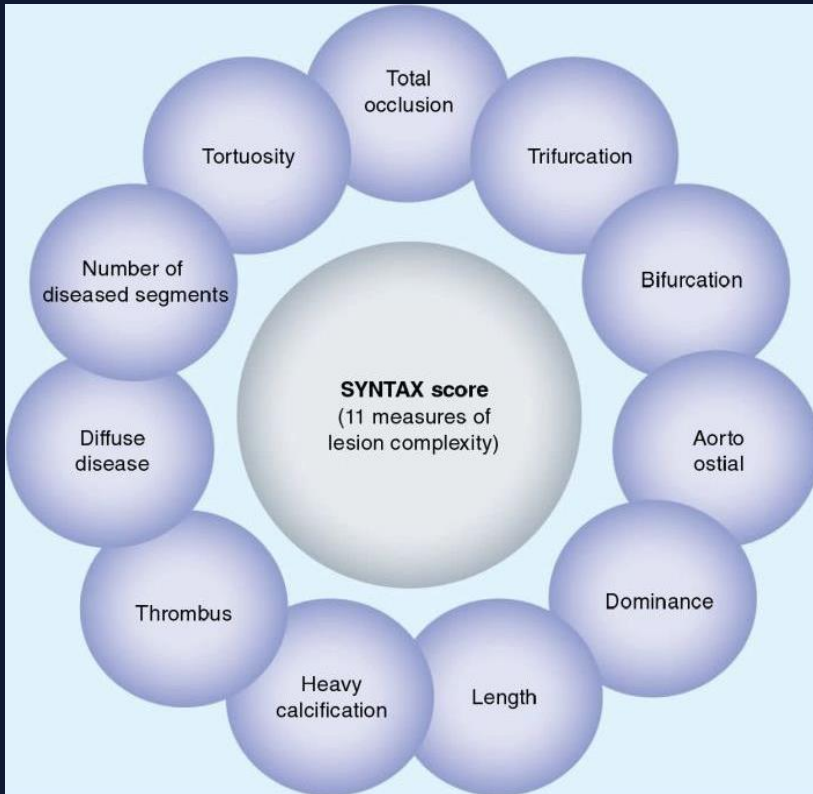 Total
occlusion
Trifurcation
Bifurcation
Aorto
ostial
Dominance
Length
Heavy
calcification
Thrombus
Diffuse
disease
Number of
diseased segments
Tortuosity
SYNTAX score
(11 measures of
lesion complexity)